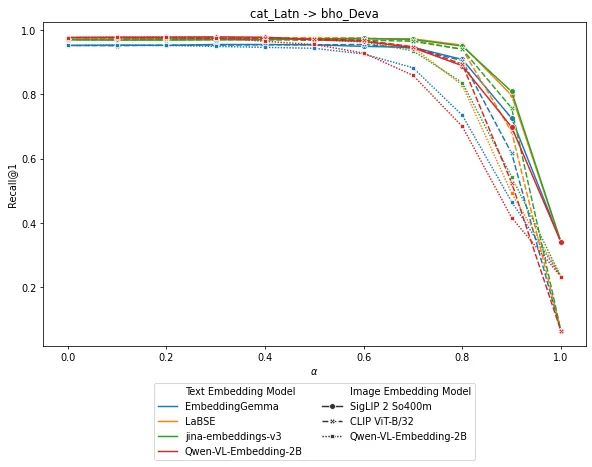 cat_Latn -> bho_Deva
Recall@1
1.0
0.8
0.6
0.4
0.2
0.0
0.2
0.4
0.6
0.8
1.0
α
Text Embedding Model
EmbeddingGemma
LaBSE
jina-embeddings-v3
Qwen-VL-Embedding-2B
Image Embedding Model
SigLIP 2 So400m
CLIP ViT-B/32
Qwen-VL-Embedding-2B